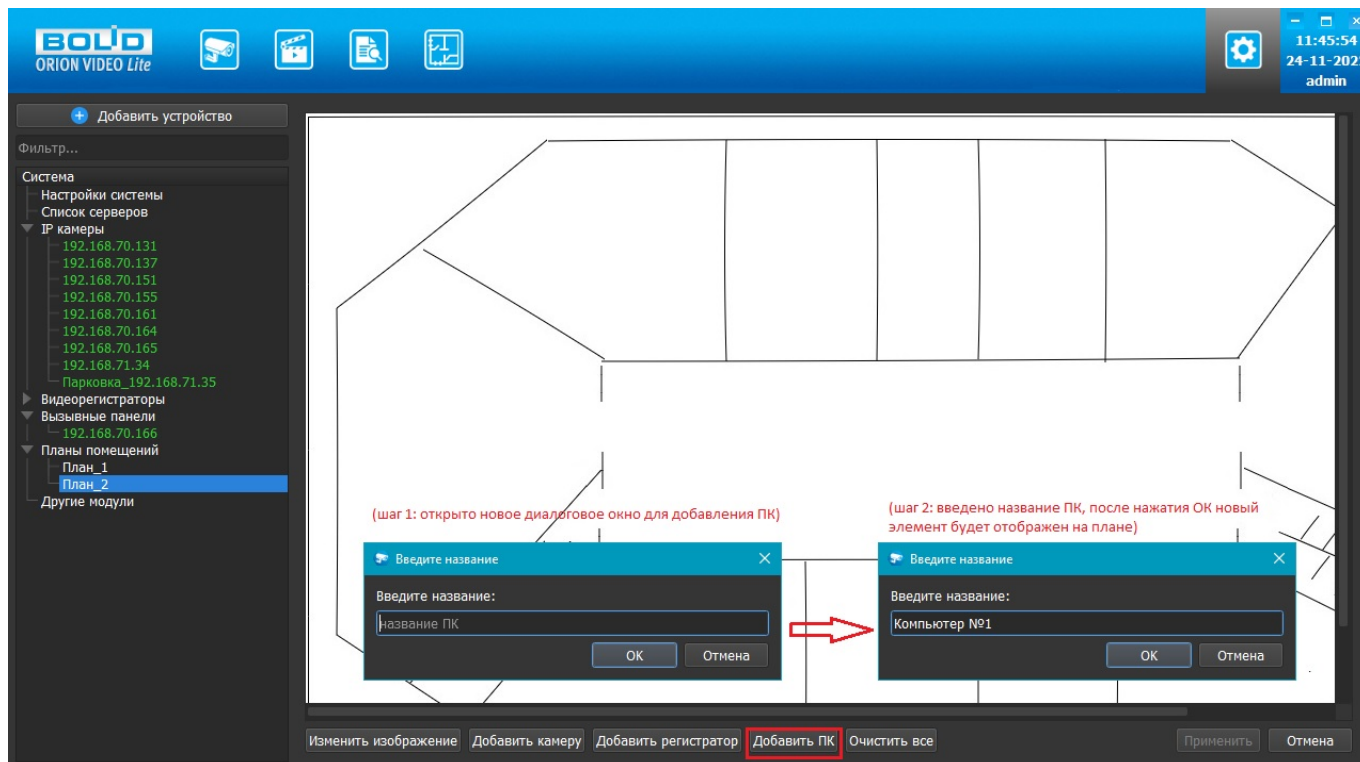 BOLID
ORION VIDEO Lite
11:45:54
24-11-202
admin
Добавить устройство
Фильтр...
Система
Настройки системы
Список серверов
IP камеры
192.168.70.131
192.168.70.137
192.168.70.151
192.168.70.155
192.168.70.161
192.168.70.164
192.168.70.165
192.168.71.34
Парковка_192.168.71.35
Видеорегистраторы
Вызывные панели
192.168.70.166
Планы помещений
План_1
План_2
Другие модули
(шаг 1: открыто новое диалоговое окно для добавления ПК)
Введите название
Введите название:
название ПК
ОК
Отмена
(шаг 2: введено название ПК, после нажатия ОК новый
элемент будет отображен на плане)
Введите название
Введите название:
Компьютер №1
ОК
Отмена
Изменить изображение
Добавить камеру
Добавить регистратор
Добавить ПК
Очистить все
Применить
Отмена